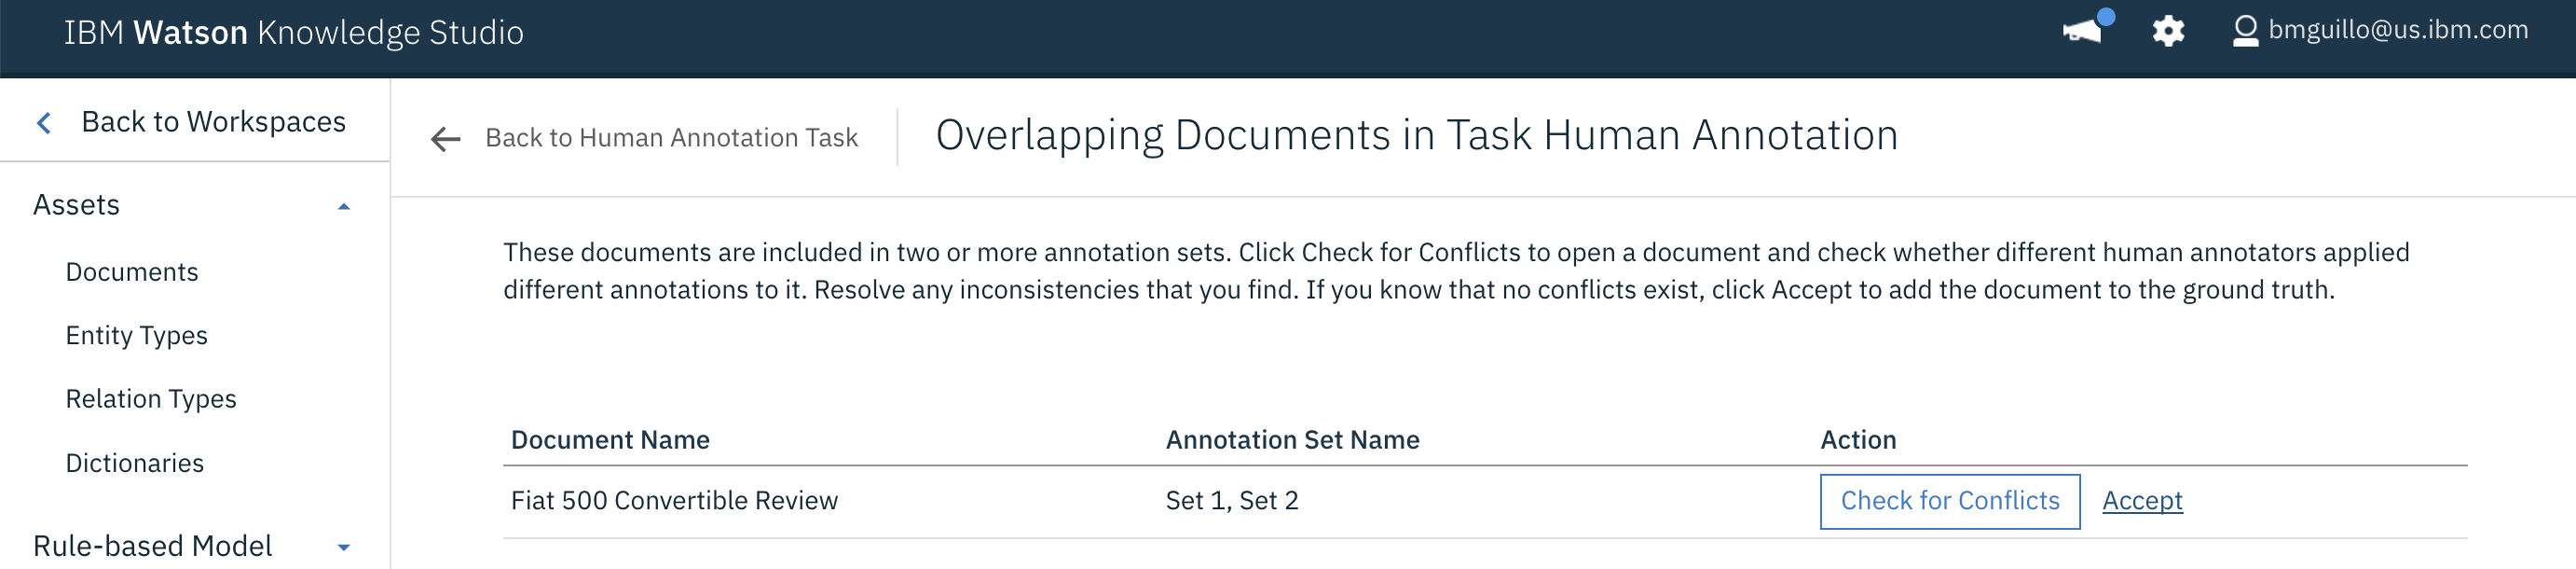 IBM Watson Knowledge Studio
bmguillo@us.ibm.com
Back to Workspaces
Back to Human Annotation Task
Overlapping Documents in Task Human Annotation
Assets
Documents
Entity Types
Relation Types
Dictionaries
Rule-based Model
These documents are included in two or more annotation sets. Click Check for Conflicts to open a document and check whether different human annotators applied
different annotations to it. Resolve any inconsistencies that you find. If you know that no conflicts exist, click Accept to add the document to the ground truth.
Document Name Annotation Set Name Action
Fiat 500 Convertible Review Set 1, Set 2 Check for Conflicts Accept